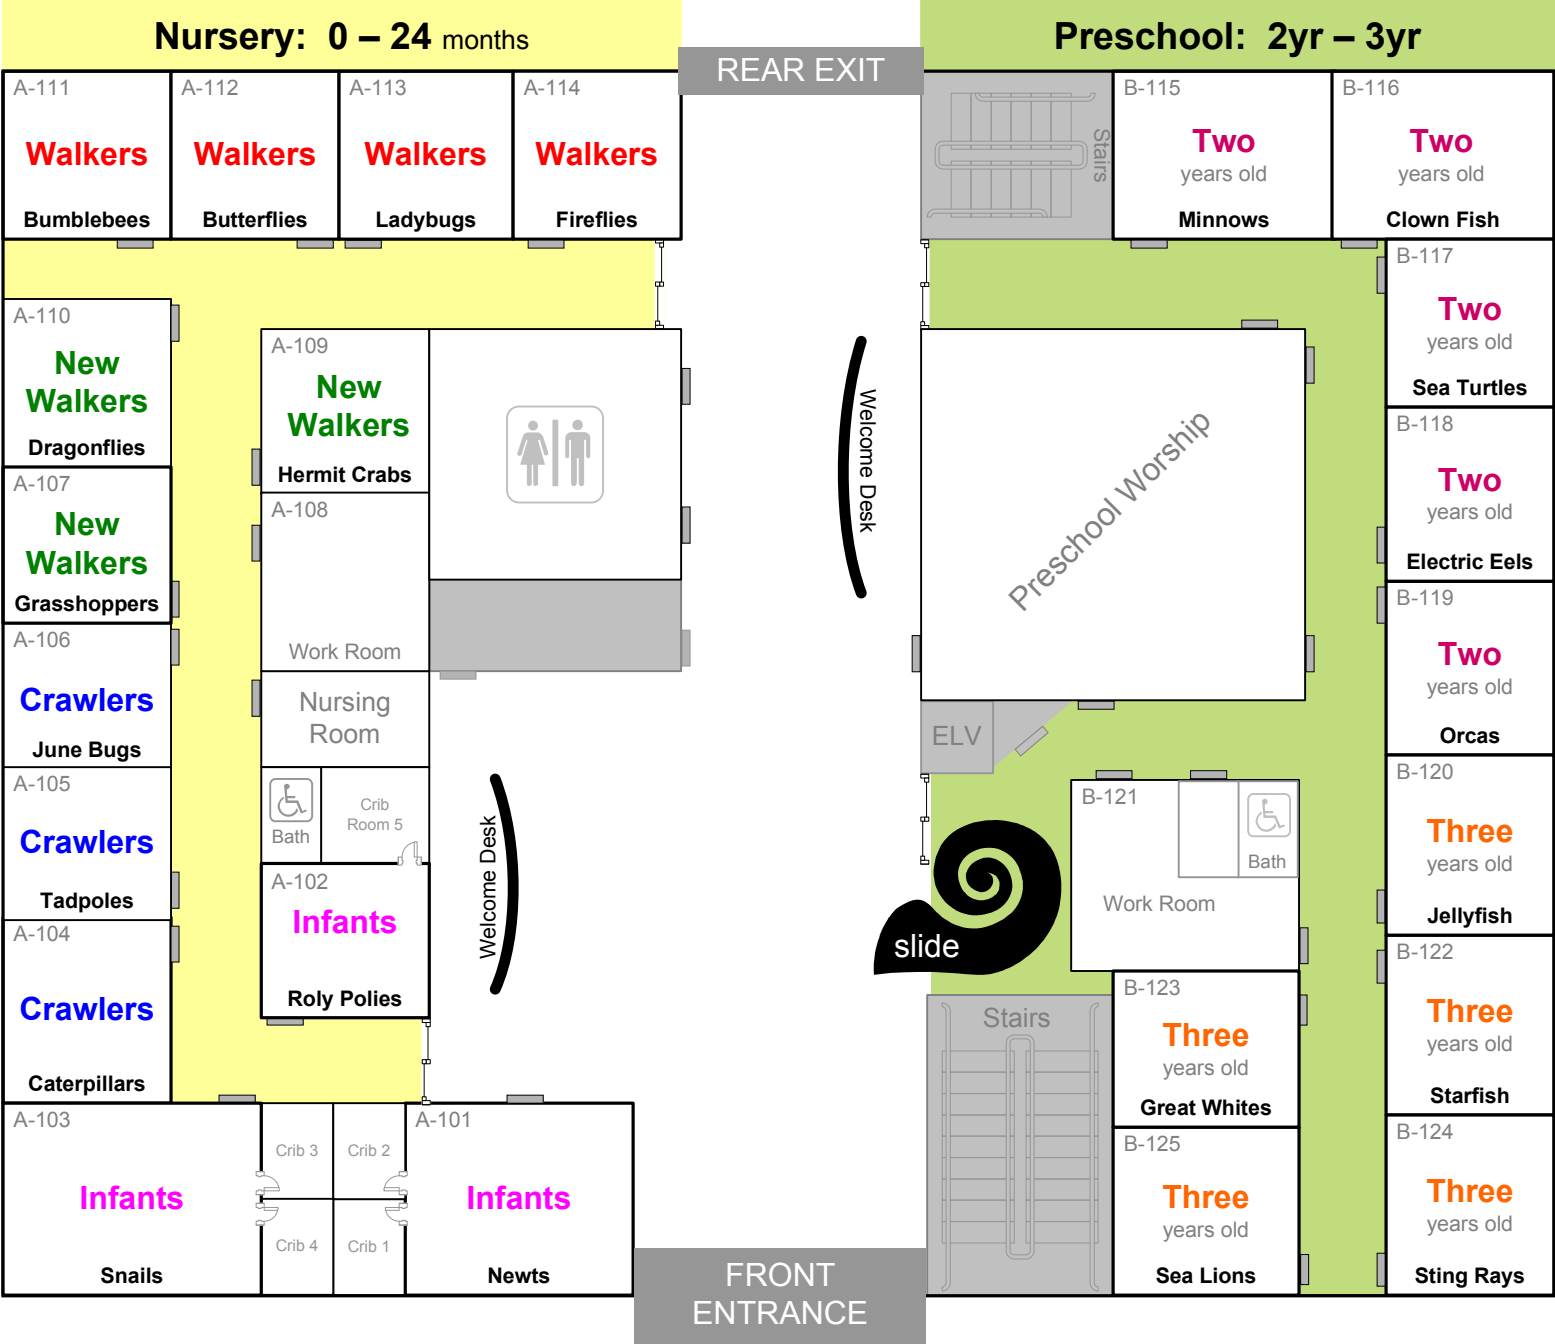 Nursery: 0 – 24 months
Preschool: 2yr – 3yr
REAR EXIT
A-111
Walkers
Bumblebees
A-112
Walkers
Butterflies
A-113
Walkers
Ladybugs
A-114
Walkers
Fireflies
Stairs
B-115
Two
years old
Minnows
B-116
Two
years old
Clown Fish
A-110
New
Walkers
Dragonflies
A-109
New
Walkers
Hermit Crabs
A-107
New
Walkers
Grasshoppers
A-108
Work Room
A-106
Crawlers
June Bugs
Nursing
Room
A-105
Crawlers
Tadpoles
Bath
Crib
Room 5
A-102
Infants
Roly Polies
A-104
Crawlers
Caterpillars
A-103
Infants
Snails
Crib 3
Crib 2
Crib 4
Crib 1
A-101
Infants
Newts
Welcome Desk
Welcome Desk
Preschool Worship
ELV
slide
Stairs
B-117
Two
years old
Sea Turtles
B-118
Two
years old
Electric Eels
B-119
Two
years old
Orcas
B-120
Three
years old
Jellyfish
B-121
Bath
Work Room
B-122
Three
years old
Starfish
B-123
Three
years old
Great Whites
B-124
Three
years old
Sting Rays
B-125
Three
years old
Sea Lions
FRONT
ENTRANCE